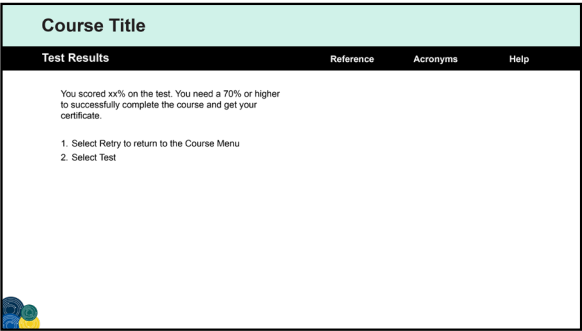 Course Title
Test Results
Reference
Acronyms
Help
You scored xx% on the test. You need a 70% or higher
to successfully complete the course and get your
certificate.
1. Select Retry to return to the Course Menu
2. Select Test